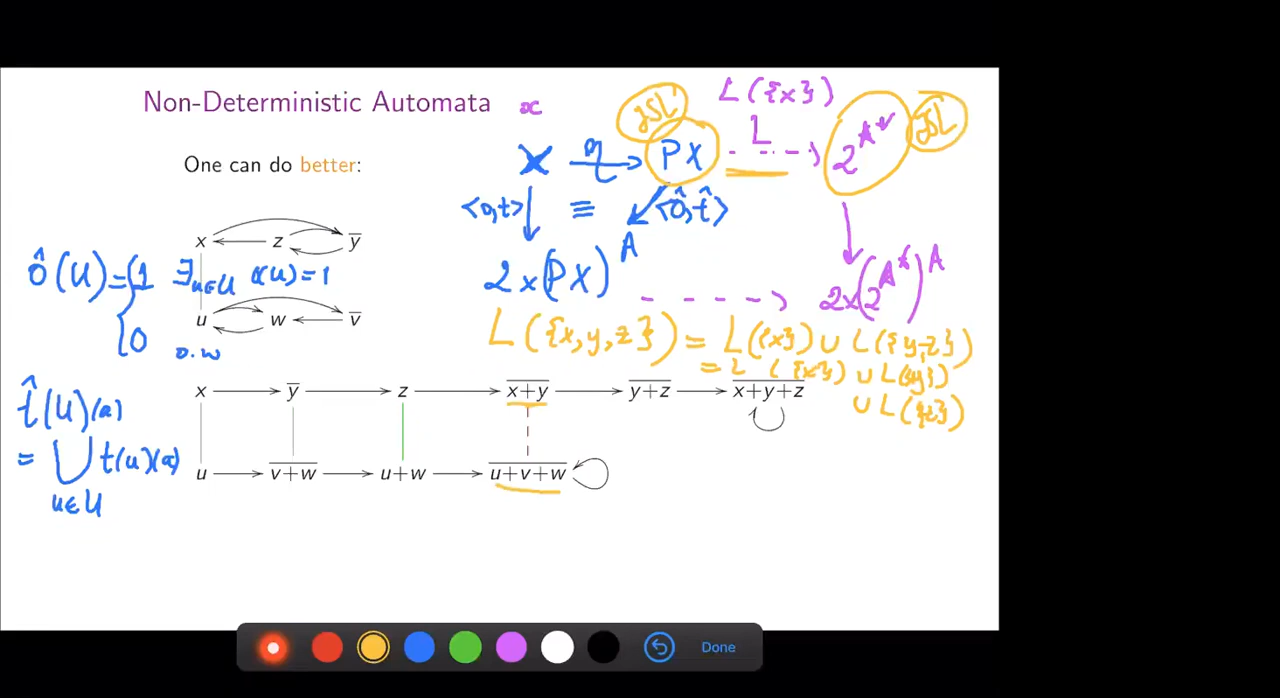 Non-Deterministic Automata x
JSL L({x}) JSL
One can do better:
X η PX L 2^{A*}
<o,t> ≡ <ô,t̂>
x z y̅
ô(U)={1 ∃_{u∈U} o(u)=1
{0
2×(PX)^A 2×(2^{A*})^A
u w v̅
L({x,y,z}) = L({x}) ∪ L({y,z})
= L({x}) ∪ L({y})
∪ L({z})
o.w
x y̅ z x+y y+z x+y+z
t̂(U)(a)
= ⋃ t(u)(a)
u∈U
u v+w u+w u+v+w
Done